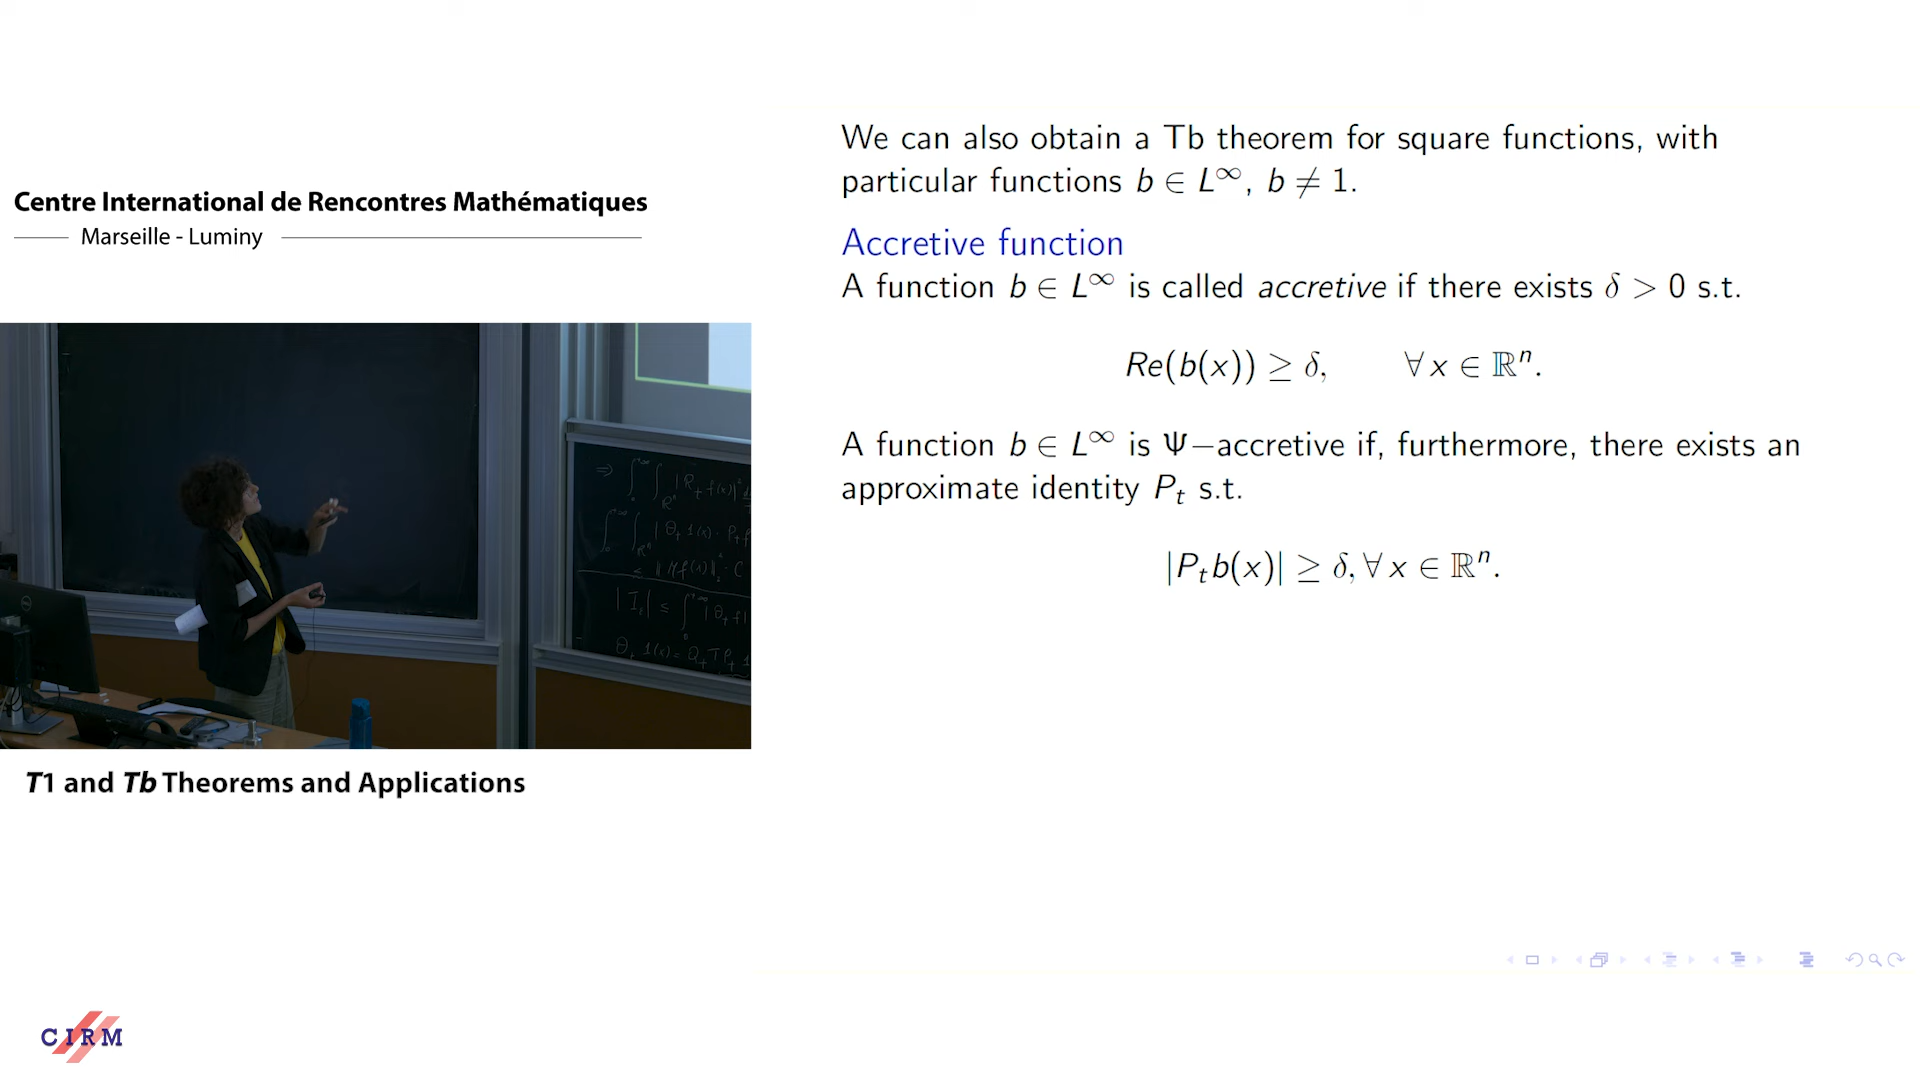 Centre International de Rencontres Mathématiques
Marseille - Luminy
T1 and Tb Theorems and Applications
CIRM
We can also obtain a Tb theorem for square functions, with
particular functions b ∈ L^∞, b ≠ 1.
Accretive function
A function b ∈ L^∞ is called accretive if there exists δ > 0 s.t.
Re(b(x)) ≥ δ, ∀ x ∈ ℝⁿ.
A function b ∈ L^∞ is Ψ−accretive if, furthermore, there exists an
approximate identity P_t s.t.
|P_t b(x)| ≥ δ, ∀ x ∈ ℝⁿ.